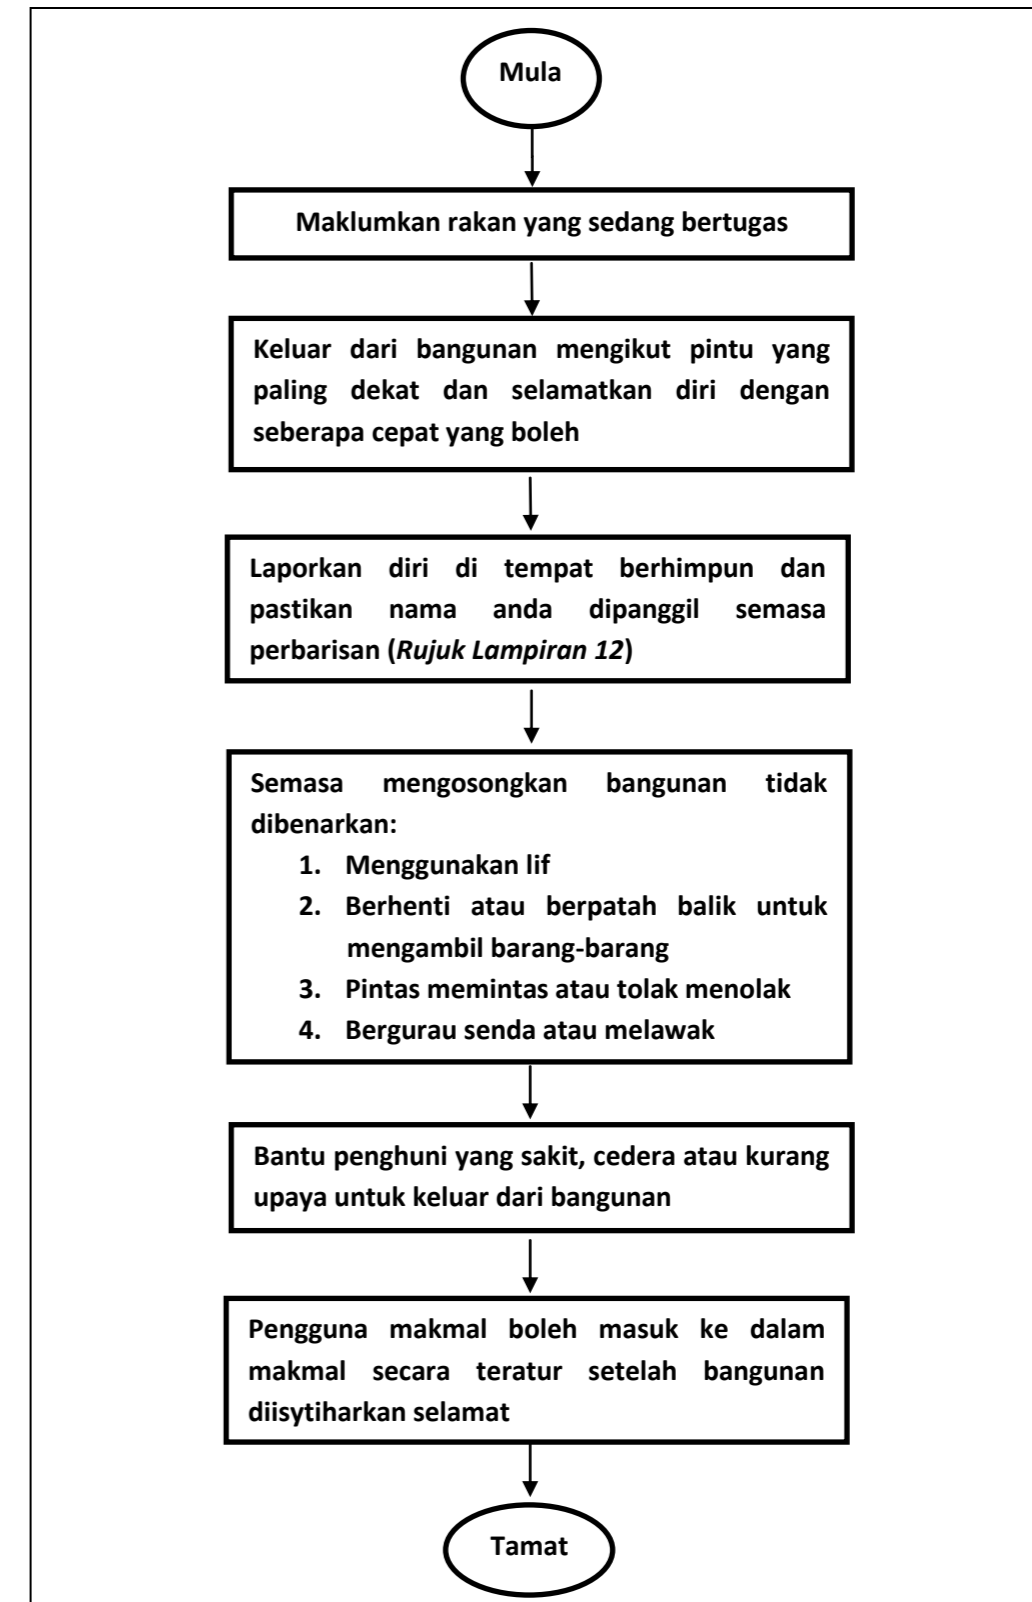 Mula
Maklumkan rakan yang sedang bertugas
Keluar dari bangunan mengikut pintu yang
paling dekat dan selamatkan diri dengan
seberapa cepat yang boleh
Laporkan diri di tempat berhimpun dan
pastikan nama anda dipanggil semasa
perbarisan (Rujuk Lampiran 12)
Semasa mengosongkan bangunan tidak
dibenarkan:
1. Menggunakan lif
2. Berhenti atau berpatah balik untuk
mengambil barang-barang
3. Pintas memintas atau tolak menolak
4. Bergurau senda atau melawak
Bantu penghuni yang sakit, cedera atau kurang
upaya untuk keluar dari bangunan
Pengguna makmal boleh masuk ke dalam
makmal secara teratur setelah bangunan
diisytiharkan selamat
Tamat